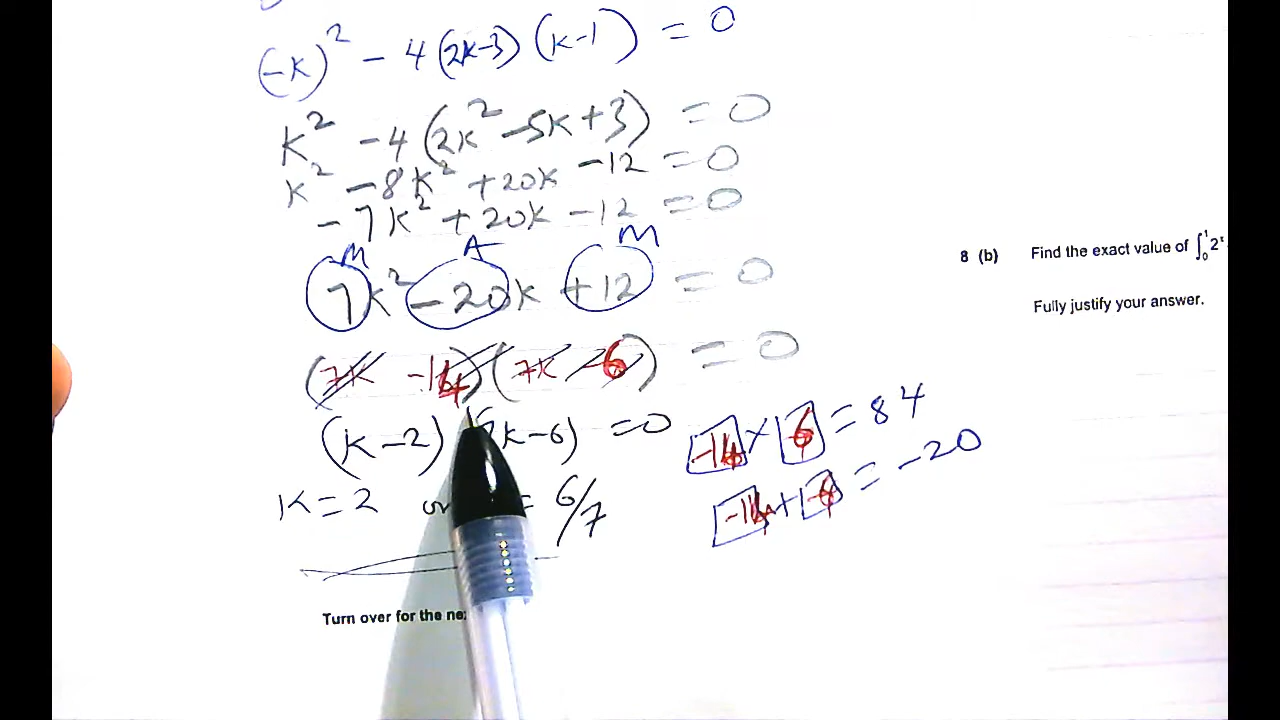 (-k)² - 4(2k-3)(k-1) = 0
k² - 4(2k² - 5k + 3) = 0
k² - 8k² + 20k - 12 = 0
- 7k² + 20k - 12 = 0
M A M
7k² - 20k + 12 = 0
(7k - 14)(7k - 6) = 0
(k - 2) k - 6) = 0
k = 2 or = 6/7
-14 × -6 = 84
-14 + -6 = -20
Turn over for the
8 (b) Find the exact value of ∫₀¹ 2ˣ
Fully justify your answer.